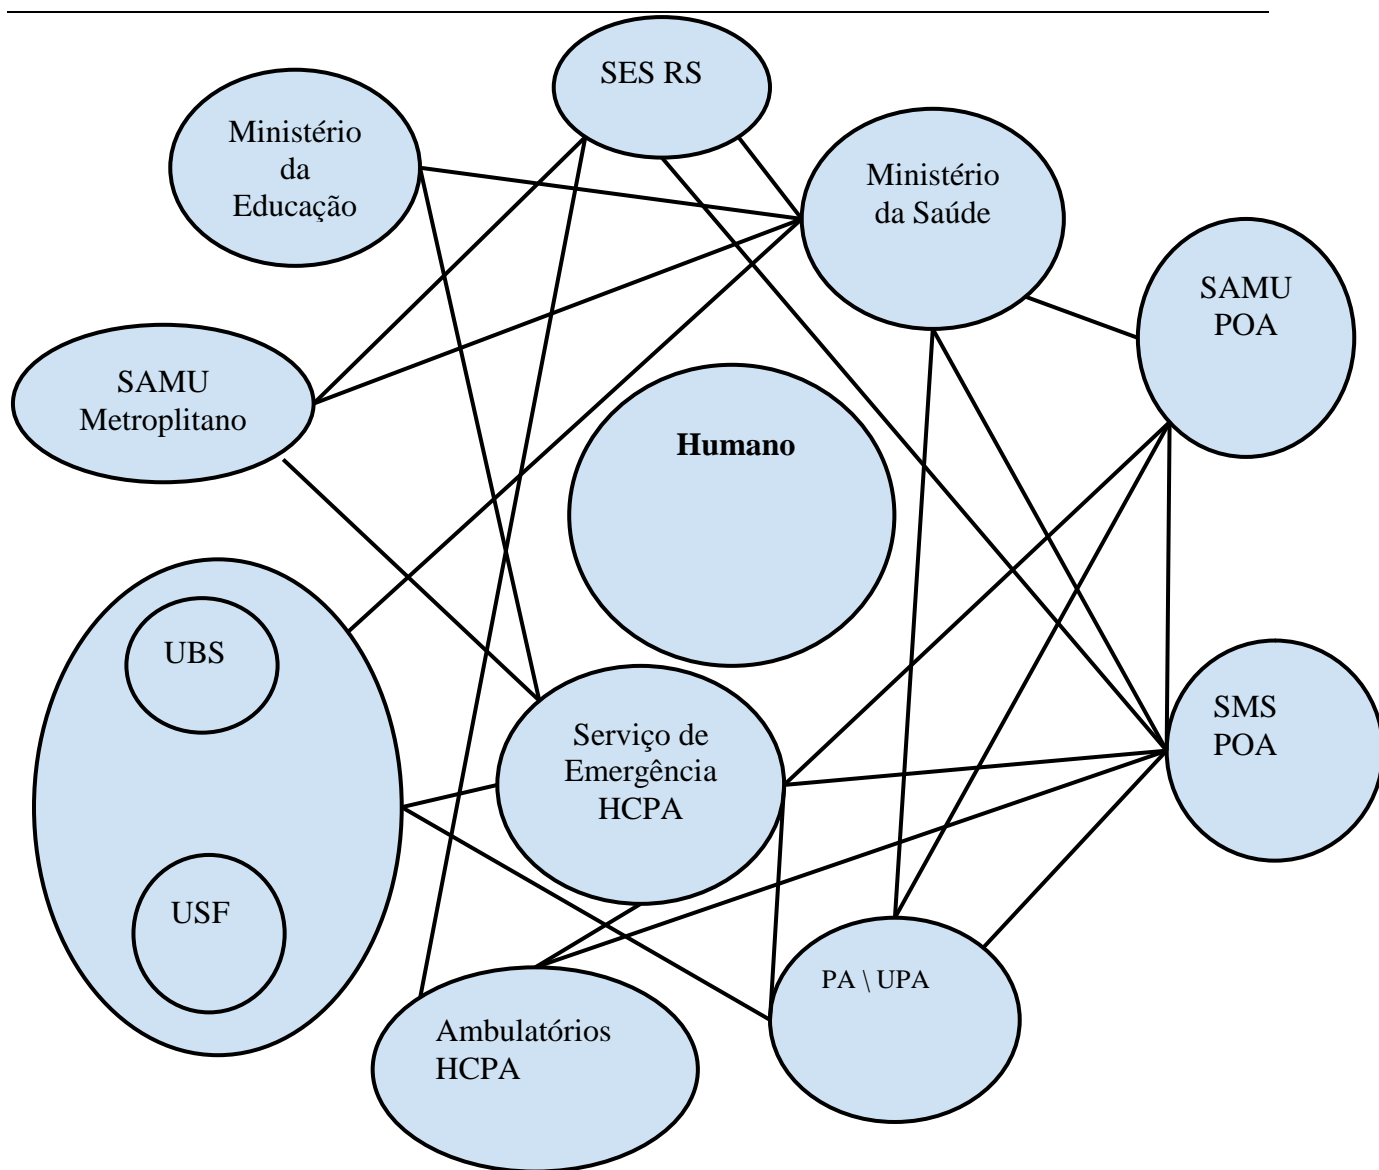 SES RS
Ministério
da
Educação
Ministério
da Saúde
SAMU
POA
SAMU
Metroplitano
Humano
UBS
SMS
POA
Serviço de
Emergência
HCPA
USF
PA \ UPA
Ambulatórios
HCPA